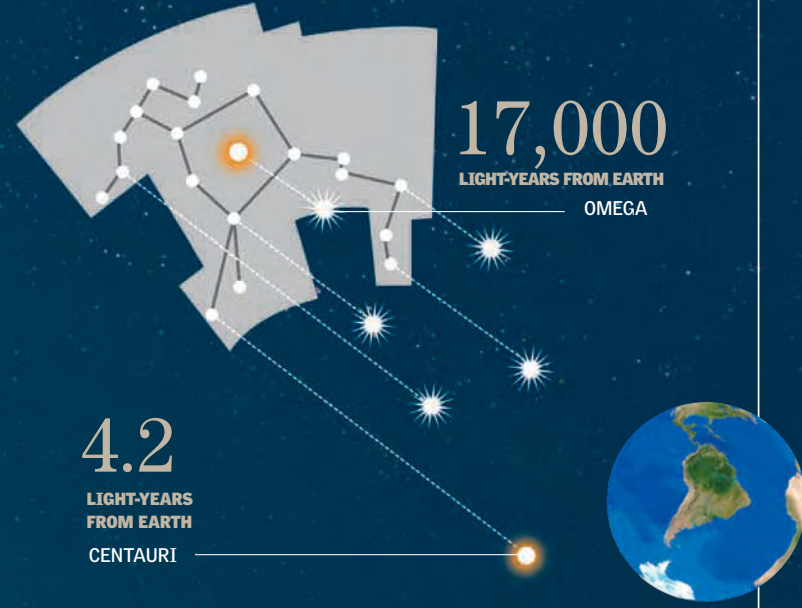 17,000
LIGHT-YEARS FROM EARTH
OMEGA
4.2
LIGHT-YEARS
FROM EARTH
CENTAURI